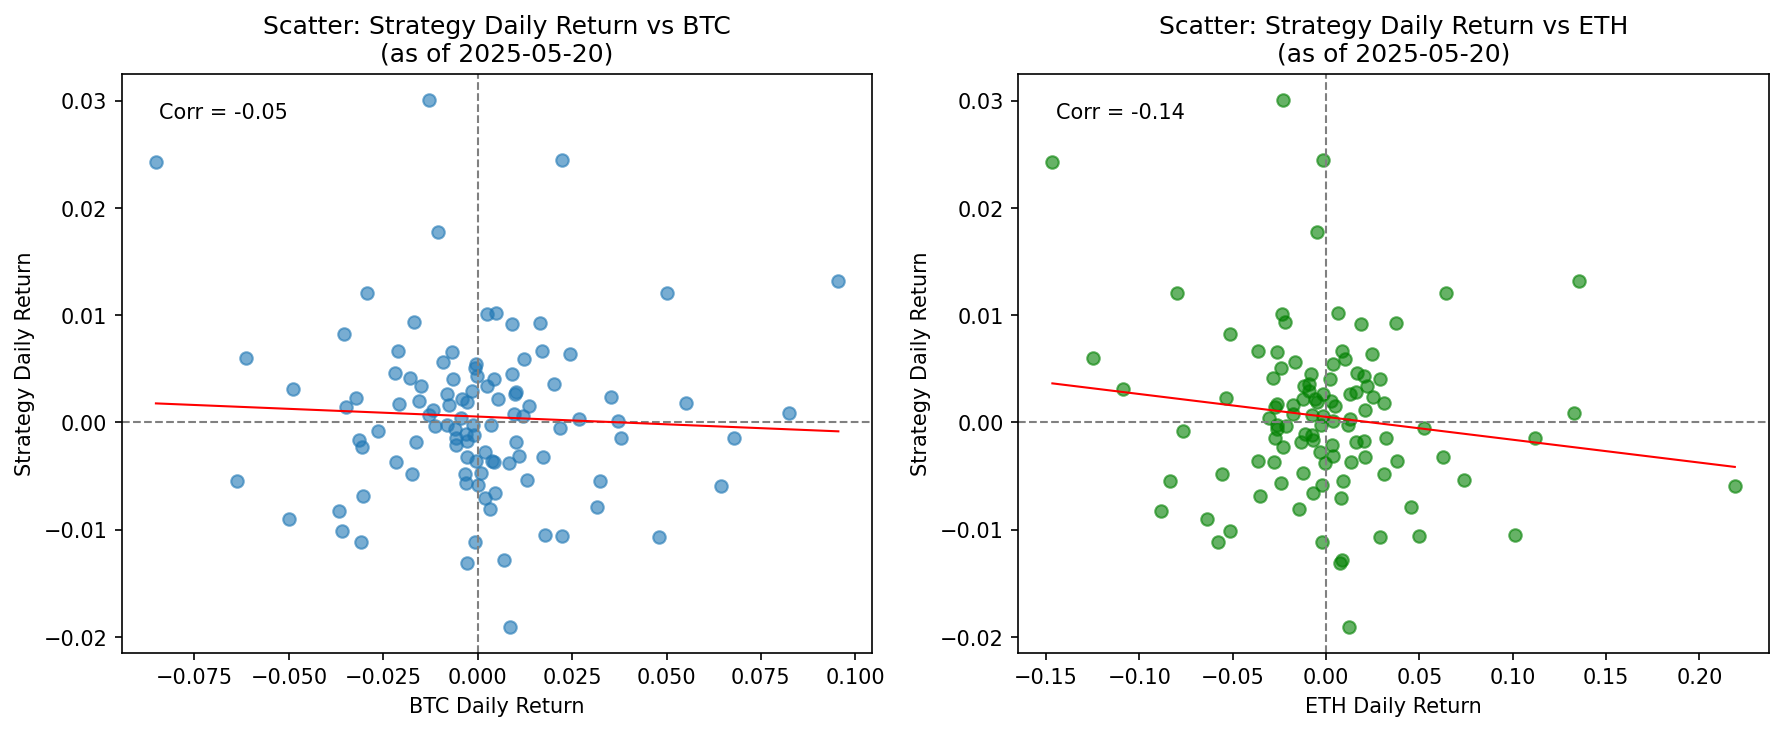 Scatter: Strategy Daily Return vs BTC
(as of 2025-05-20)
Corr = -0.05
Strategy Daily Return
0.03
0.02
0.01
0.00
−0.01
−0.02
−0.075
−0.050
−0.025
0.000
0.025
0.050
0.075
0.100
BTC Daily Return
Scatter: Strategy Daily Return vs ETH
(as of 2025-05-20)
Corr = -0.14
Strategy Daily Return
0.03
0.02
0.01
0.00
−0.01
−0.02
−0.15
−0.10
−0.05
0.00
0.05
0.10
0.15
0.20
ETH Daily Return